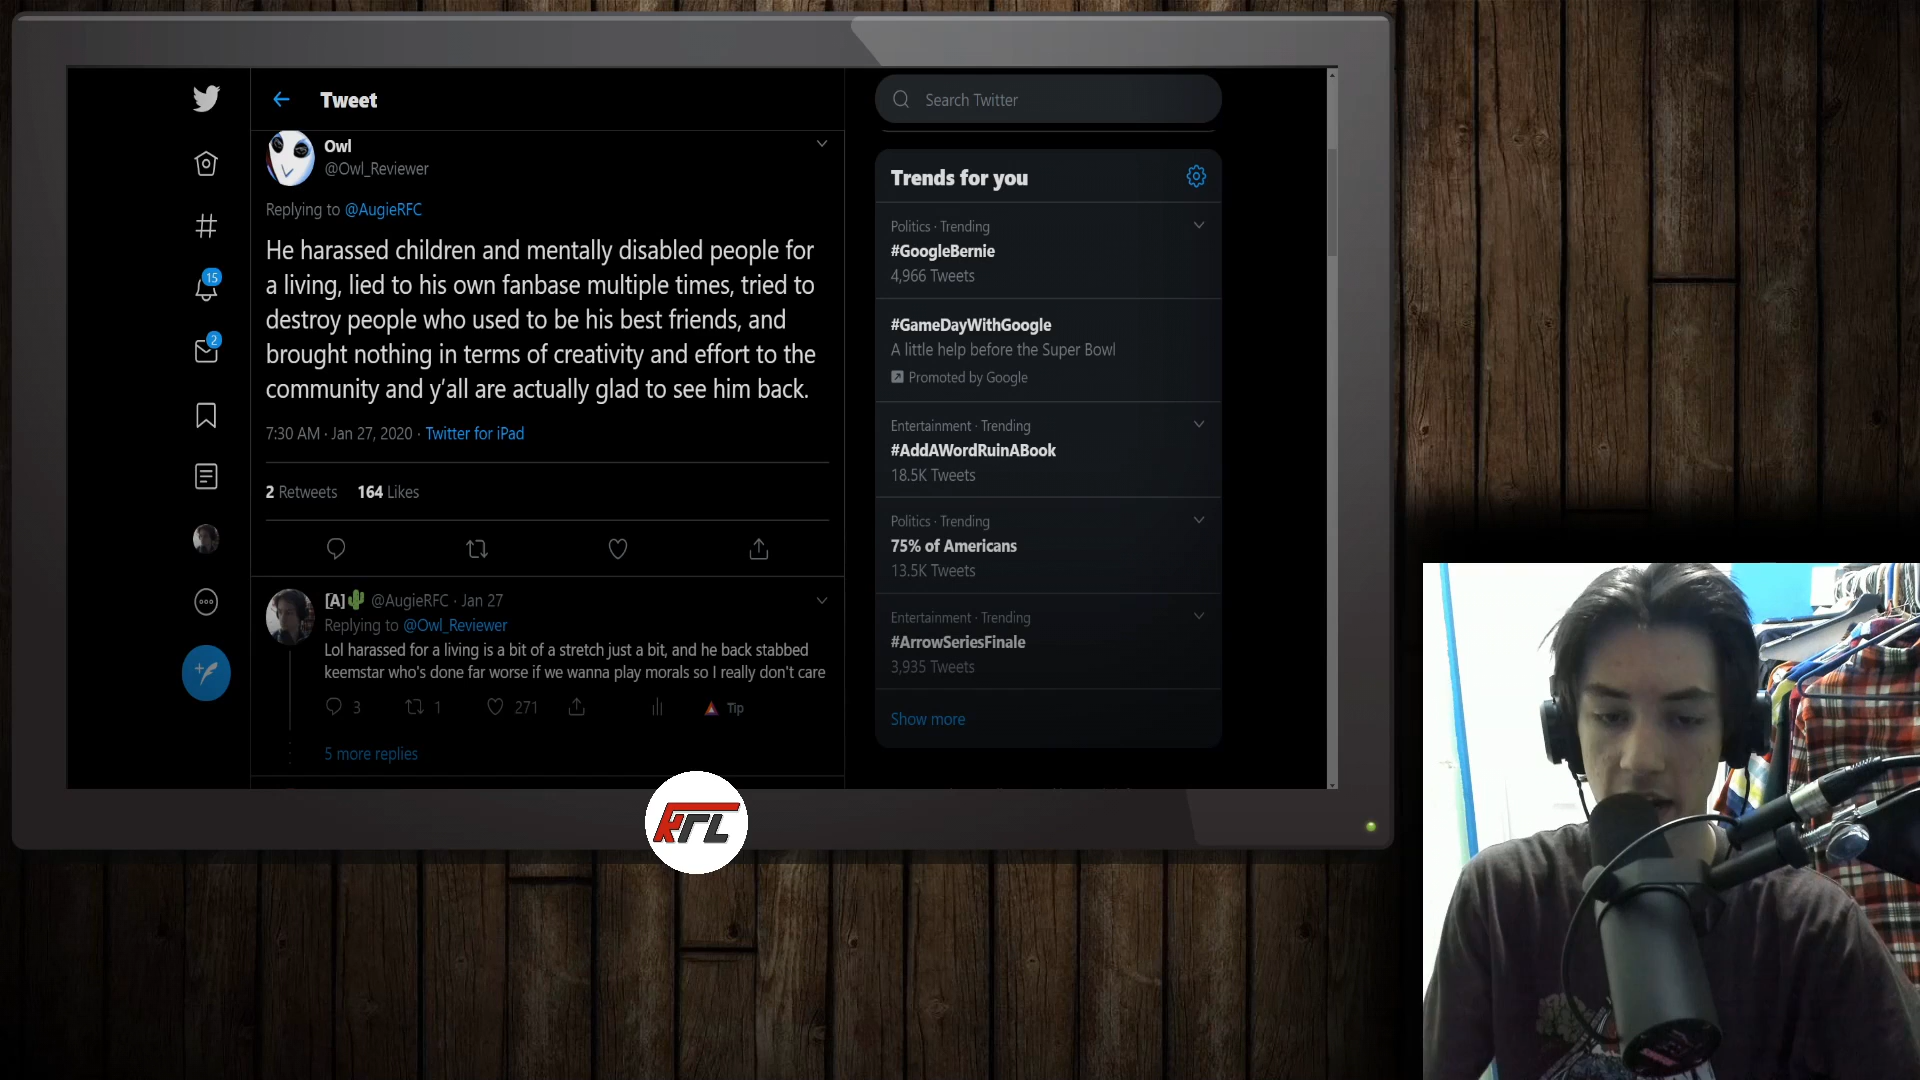 Tweet
Owl
@Owl_Reviewer
Replying to @AugieRFC
He harassed children and mentally disabled people for
a living, lied to his own fanbase multiple times, tried to
destroy people who used to be his best friends, and
brought nothing in terms of creativity and effort to the
community and y'all are actually glad to see him back.
7:30 AM · Jan 27, 2020 · Twitter for iPad
2 Retweets 164 Likes
[A] @AugieRFC · Jan 27
Replying to @Owl_Reviewer
Lol harassed for a living is a bit of a stretch just a bit, and he back stabbed
keemstar who's done far worse if we wanna play morals so I really don't care
3 1 271 Tip
5 more replies
15
2
Search Twitter
Trends for you
Politics · Trending
#GoogleBernie
4,966 Tweets
#GameDayWithGoogle
A little help before the Super Bowl
Promoted by Google
Entertainment · Trending
#AddAWordRuinABook
18.5K Tweets
Politics · Trending
75% of Americans
13.5K Tweets
Entertainment · Trending
#ArrowSeriesFinale
3,935 Tweets
Show more